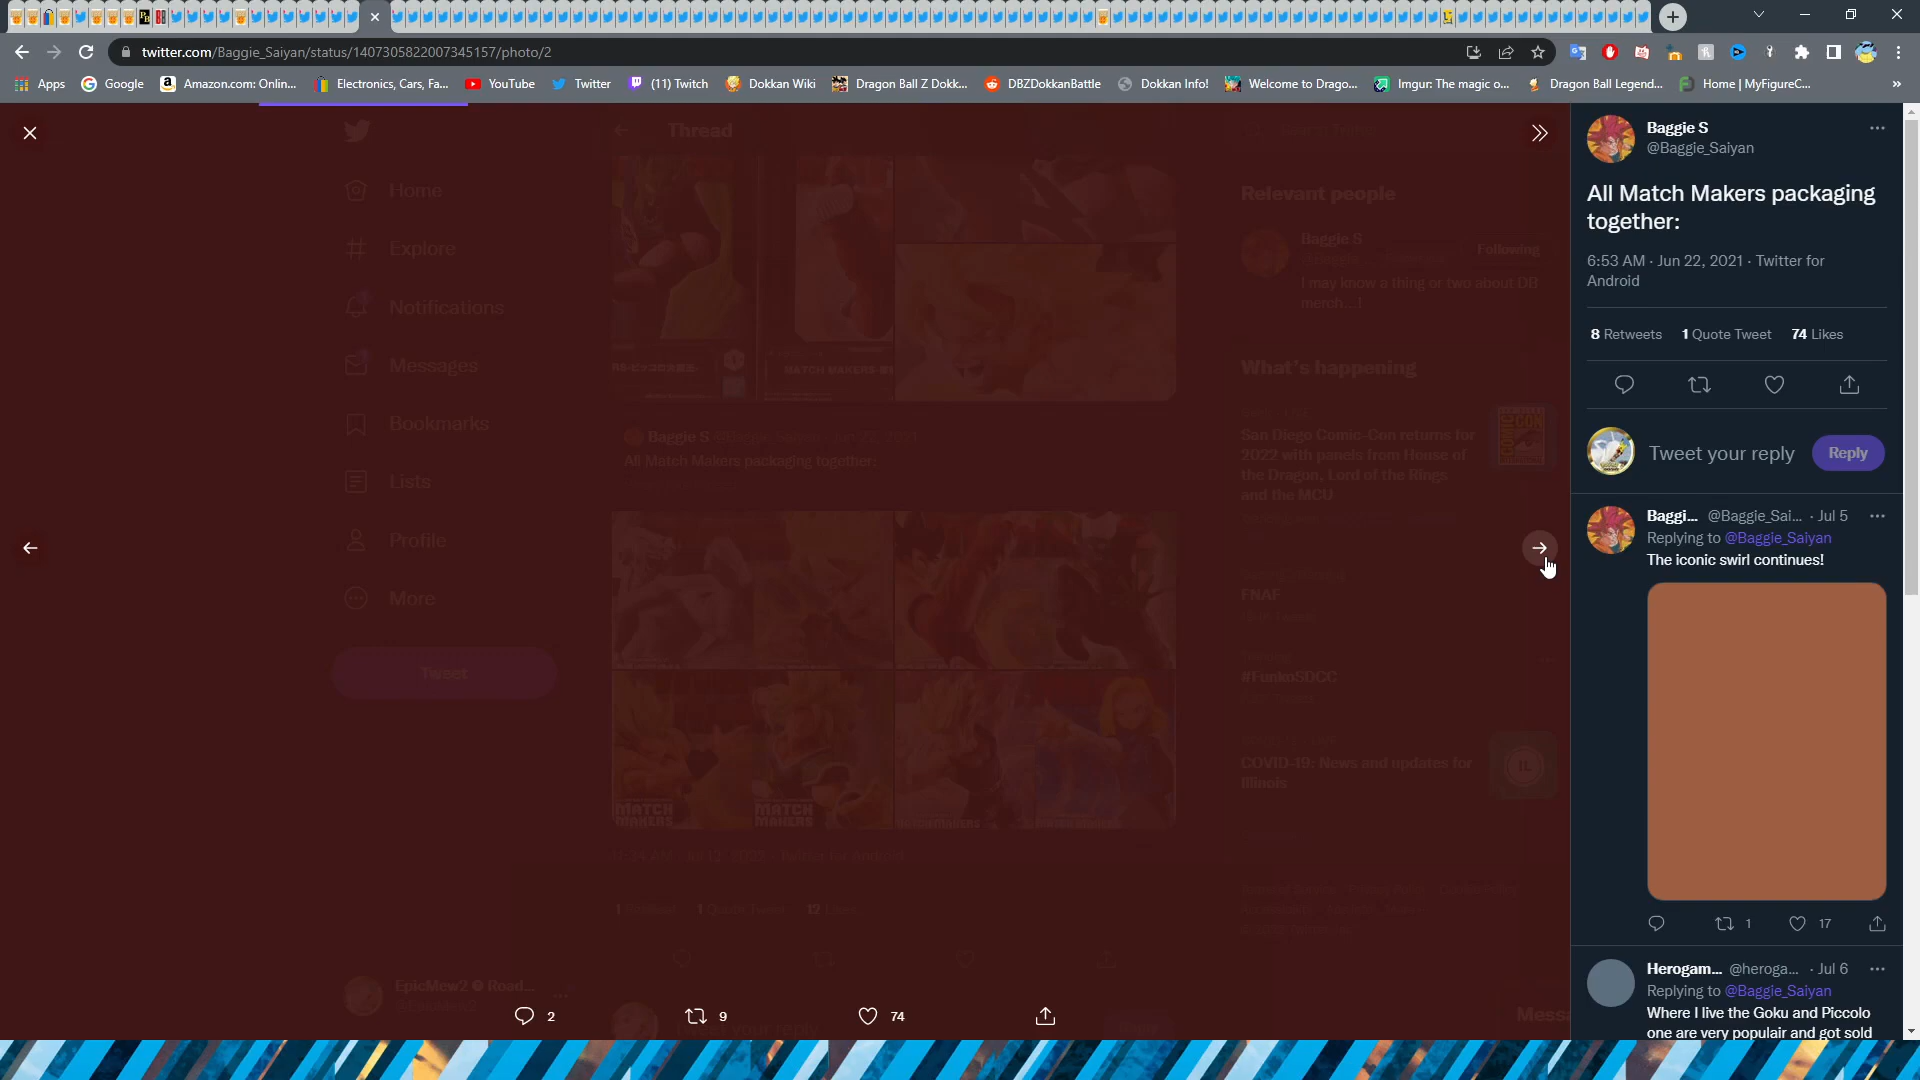 twitter.com/Baggie_Saiyan/status/1407305822007345157/photo/2
Apps
Google
Amazon.com: Onlin...
Electronics, Cars, Fa...
YouTube
Twitter
(11) Twitch
Dokkan Wiki
Dragon Ball Z Dokk...
DBZDokkanBattle
Dokkan Info!
Welcome to Drago...
Imgur: The magic o...
Dragon Ball Legend...
Home | MyFigureC...
Thread
Home
Explore
Notifications
Messages
Bookmarks
Lists
Profile
More
Tweet
MATCH MAKERS
Baggie S
All Match Makers packaging together:
MATCH
MAKERS
MATCH
MAKERS
Relevant people
Baggie S
Following
I may know a thing or two about DB
merch...!
What's happening
San Diego Comic-Con returns for
2022 with panels from House of
the Dragon, Lord of the Rings
and the MCU
FNAF
#FunkoSDCC
COVID-19: News and updates for
Illinois
EpicMew2
Road...
2
9
74
Baggie S
@Baggie_Saiyan
All Match Makers packaging
together:
6:53 AM · Jun 22, 2021 · Twitter for
Android
8 Retweets 1 Quote Tweet 74 Likes
Tweet your reply
Reply
Baggi... @Baggie_Sai... · Jul 5
Replying to @Baggie_Saiyan
The iconic swirl continues!
1
17
Herogam... @heroga... · Jul 6
Replying to @Baggie_Saiyan
Where I live the Goku and Piccolo
one are very populair and got sold